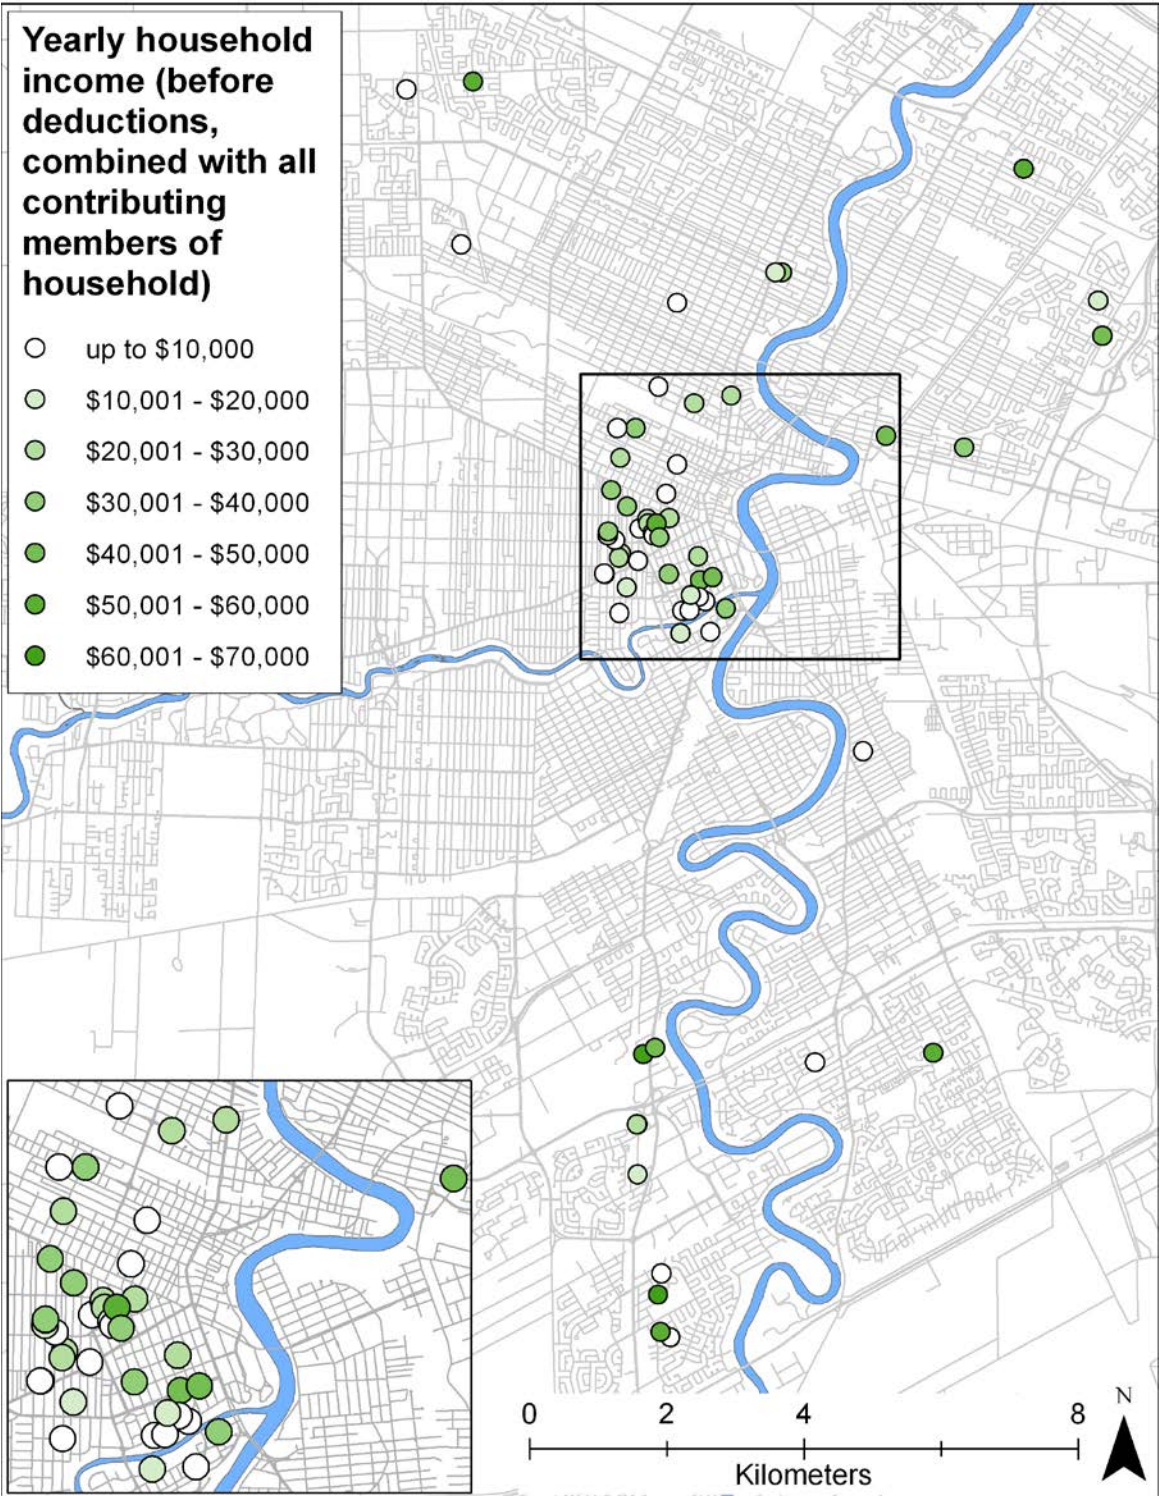 Yearly household
income (before
deductions,
combined with all
contributing
members of
household)
up to $10,000
$10,001 - $20,000
$20,001 - $30,000
$30,001 - $40,000
$40,001 - $50,000
$50,001 - $60,000
$60,001 - $70,000
0 2 4 8
Kilometers
N